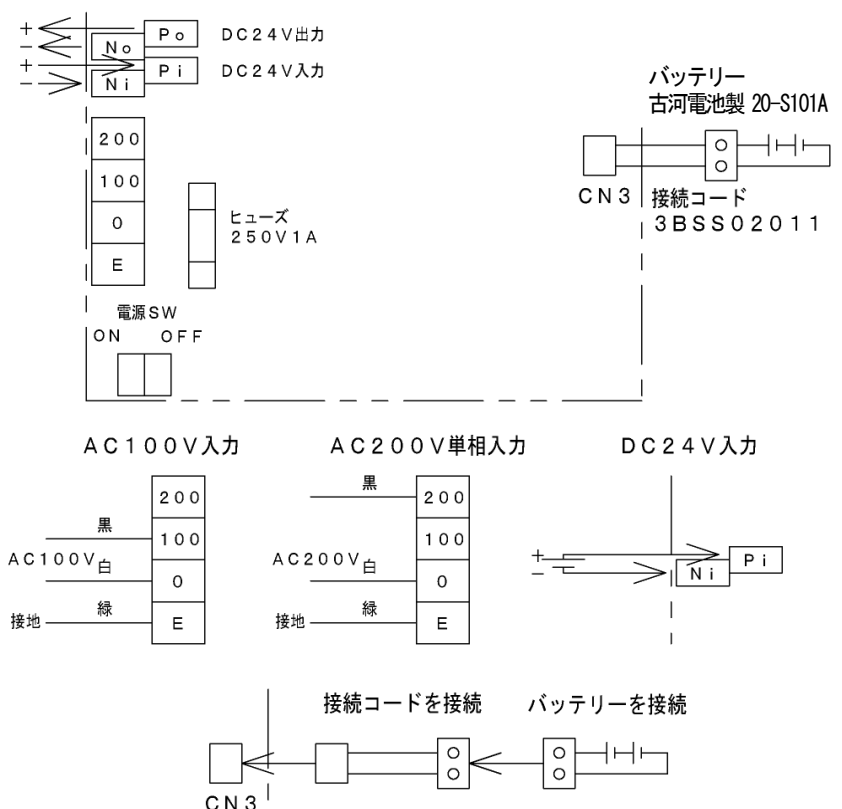 + Po DC24V出力
- No
+ Pi DC24V入力
- Ni
200
100
0
E
ヒューズ
250V1A
電源SW
ON OFF
バッテリー
古河電池製 20-S101A
CN3 接続コード
3BSS02011
AC100V入力
200
黒
100
AC100V 白
0
緑
接地 E
AC200V単相入力
黒
200
100
AC200V 白
0
緑
接地 E
DC24V入力
+ Pi
- Ni
接続コードを接続 バッテリーを接続
CN3